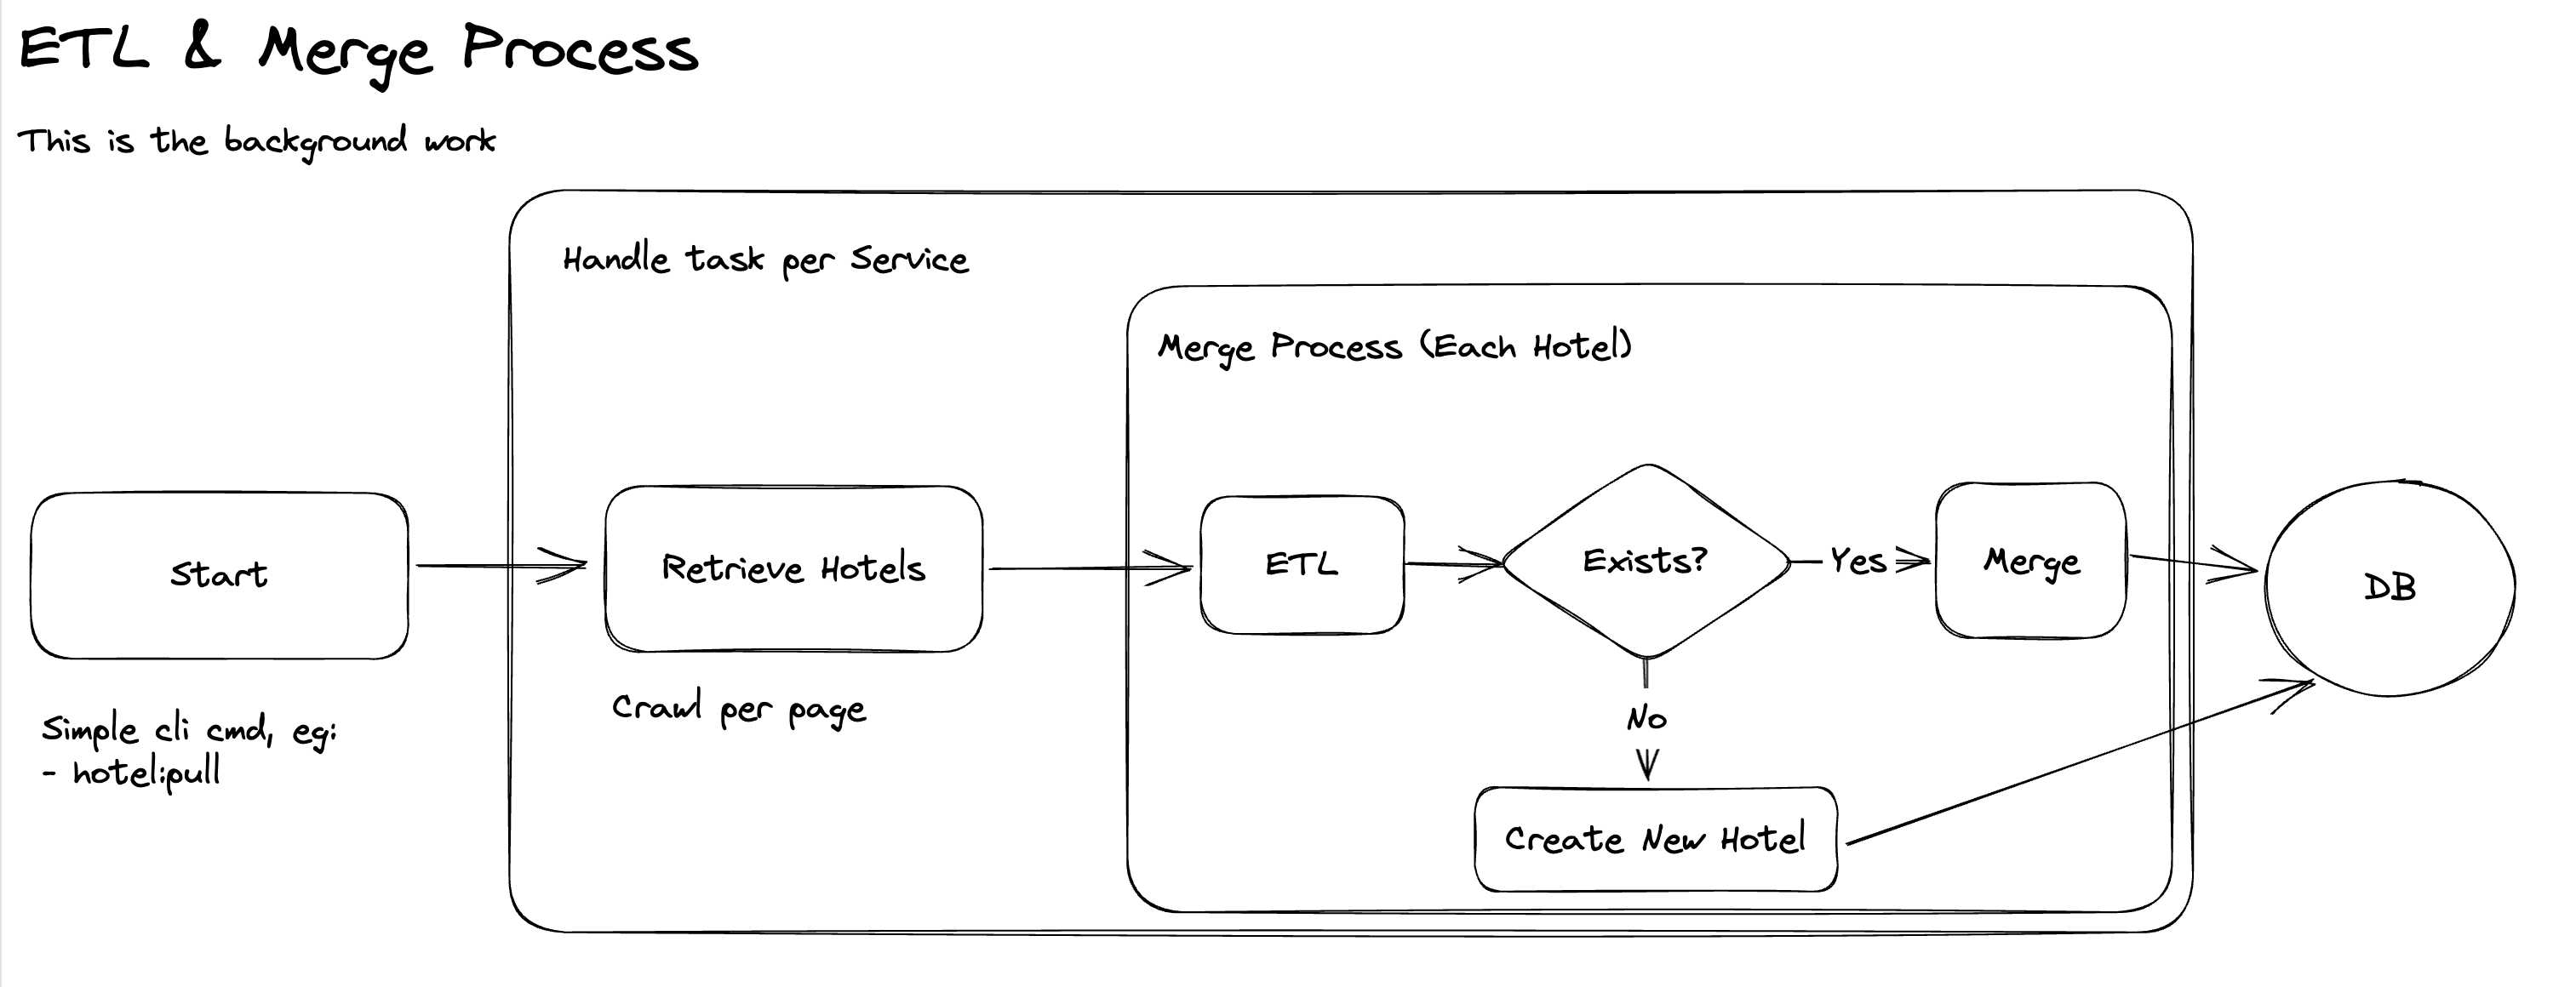 ETL & Merge Process
This is the background work
Handle task per Service
Merge Process (Each Hotel)
Start
Retrieve Hotels
ETL
Exists?
Yes
Merge
DB
Crawl per page
Simple cli cmd, eg:
- hotel:pull
No
Create New Hotel